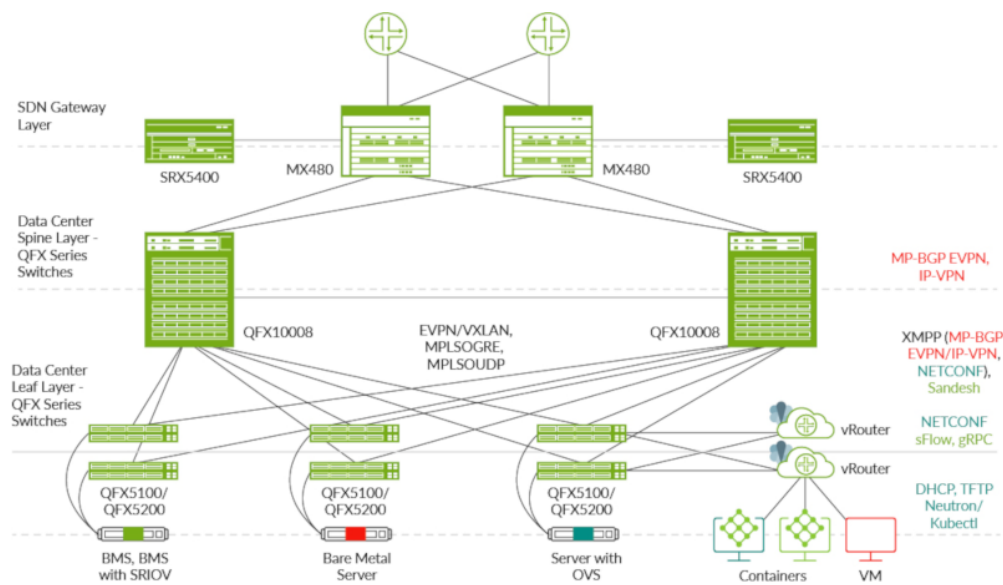 SDN Gateway
Layer
SRX5400
MX480
MX480
SRX5400
Data Center
Spine Layer -
QFX Series
Switches
MP-BGP EVPN,
IP-VPN
QFX10008
QFX10008
EVPN/VXLAN,
MPLSOGRE,
MPLSOUDP
XMPP (MP-BGP
EVPN/IP-VPN,
NETCONF),
Sandesh
Data Center
Leaf Layer -
QFX Series
Switches
vRouter
NETCONF
sFlow, gRPC
vRouter
QFX5100/
QFX5200
QFX5100/
QFX5200
QFX5100/
QFX5200
DHCP, TFTP
Neutron/
Kubectl
BMS, BMS
with SRIOV
Bare Metal
Server
Server with
OVS
Containers
VM